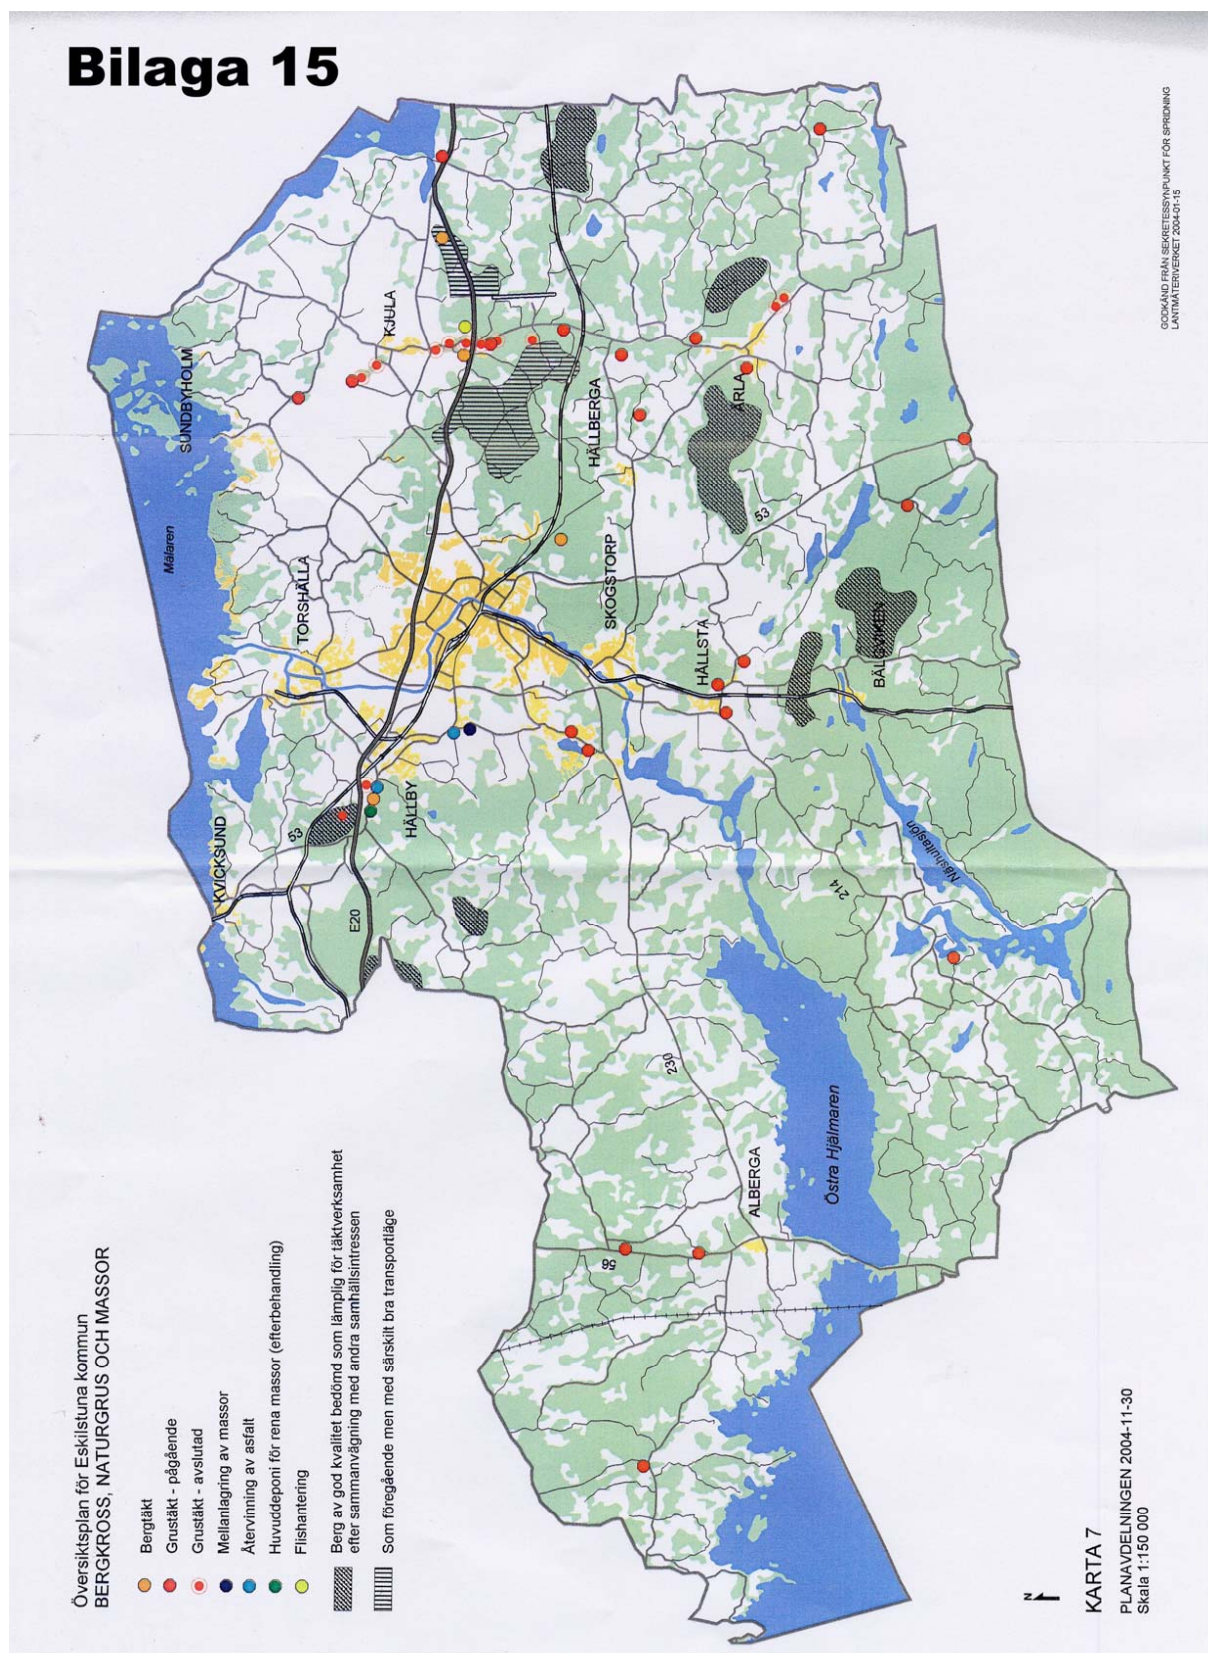 Bilaga 15
Översiktsplan för Eskilstuna kommun
BERGKROSS, NATURGRUS OCH MASSOR
Bergtäkt
Grustäkt - pågående
Grustäkt - avslutad
Mellanlagring av massor
Återvinning av asfalt
Huvuddeponi för rena massor (efterbehandling)
Flishantering
Berg av god kvalitet bedömd som lämplig för täktverksamhet
efter sammanvägning med andra samhällsintressen
Som föregående men med särskilt bra transportläge
N
KARTA 7
PLANAVDELNINGEN 2004-11-30
Skala 1:150 000
GODKÄND FRÅN SEKRETESSSYNPUNKT FÖR SPRIDNING
LANTMÄTERIVERKET 2004-01-15
Mälaren
SUNDBYHOLM
KJULA
TORSHÄLLA
KVICKSUND
53
E20
HÄLLBY
HÄLLBERGA
SKOGSTORP
ÄRLA
53
HÅLLSTA
BÄLGVIKEN
Näshultasjön
214
230
Östra Hjälmaren
ALBERGA
56